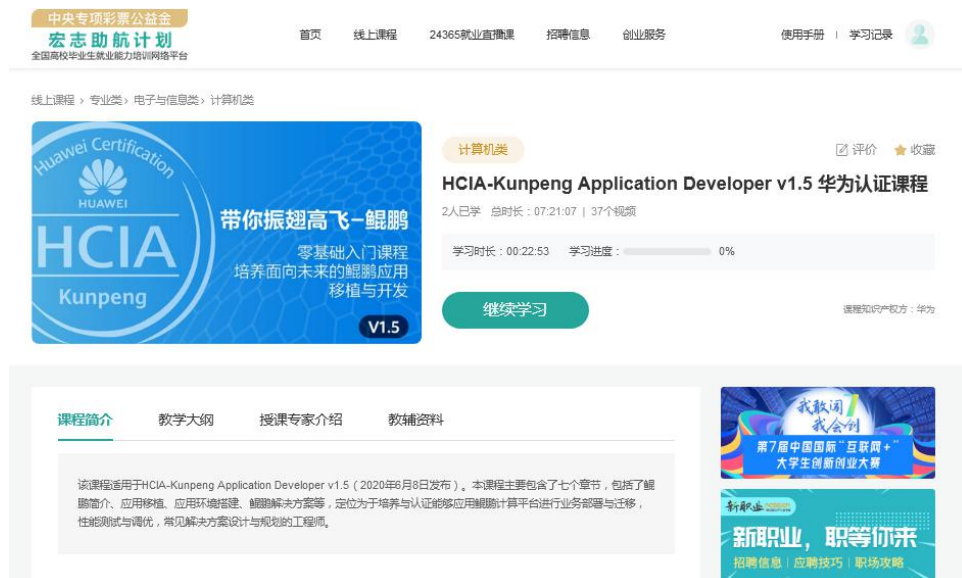 中央专项彩票公益金
宏志助航计划
全国高校毕业生就业能力培训网络平台
首页 线上课程 24365就业直播课 招聘信息 创业服务 使用手册 | 学习记录
线上课程 > 专业类 > 电子与信息类 > 计算机类
Huawei Certification
HUAWEI
HCIA
Kunpeng
带你振翅高飞-鲲鹏
零基础入门课程
培养面向未来的鲲鹏应用
移植与开发
V1.5
计算机类
评价 收藏
HCIA-Kunpeng Application Developer v1.5 华为认证课程
2人已学 总时长：07:21:07 | 37个视频
学习时长：00:22:53 学习进度： 0%
继续学习
课程知识产权方：华为
课程简介 教学大纲 授课专家介绍 教辅资料
该课程适用于HCIA-Kunpeng Application Developer v1.5（2020年6月8日发布）。本课程主要包含了七个章节，包括了鲲
鹏简介、应用移植、应用环境搭建、鲲鹏解决方案等，定位于培养与认证能够应用鲲鹏计算平台进行业务部署与迁移，
性能测试与调优，常见解决方案设计与规划的工程师。
我敢闯
我会创
第7届中国国际“互联网+”
大学生创新创业大赛
新职业
新职业，职等你来
招聘信息 | 应聘技巧 | 职场攻略